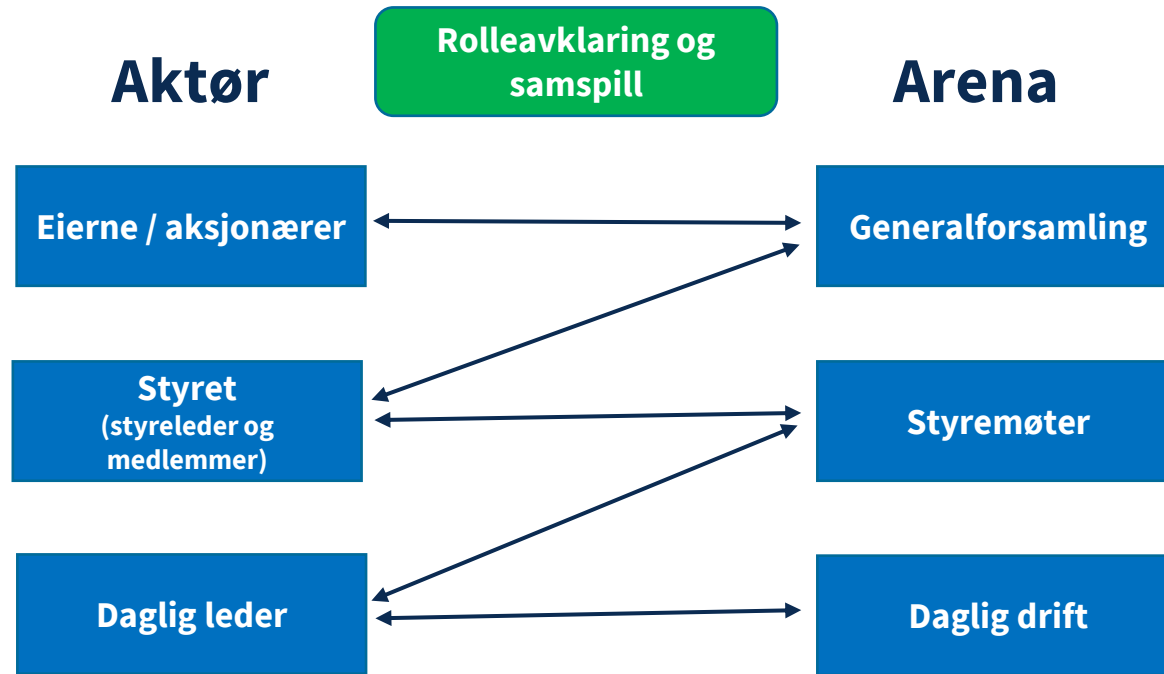 Rolleavklaring og
samspill
Aktør
Arena
Eierne / aksjonærer
Generalforsamling
Styret
(styreleder og
medlemmer)
Styremøter
Daglig leder
Daglig drift